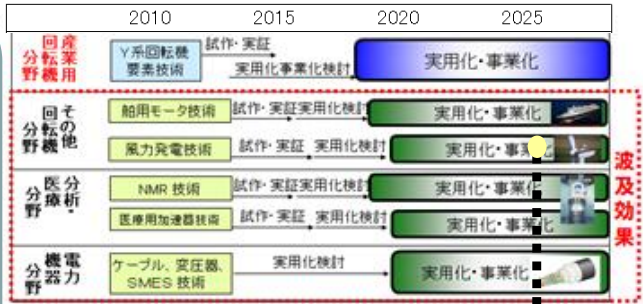 2010 2015 2020 2025
産業用
回転機
分野
Y系回転機
要素技術
試作・実証
実用化事業化検討
実用化・事業化
その他
回転機
分野
舶用モータ技術
試作・実証
実用化検討
実用化・事業化
風力発電技術
試作・実証
実用化検討
実用化・事業化
分析・
医療
分野
NMR 技術
試作・実証
実用化検討
実用化・事業化
医療用加速器技術
試作・実証
実用化検討
実用化・事業化
電力
機器
分野
ケーブル、変圧器、
SMES 技術
実用化検討
実用化・事業化
波及効果